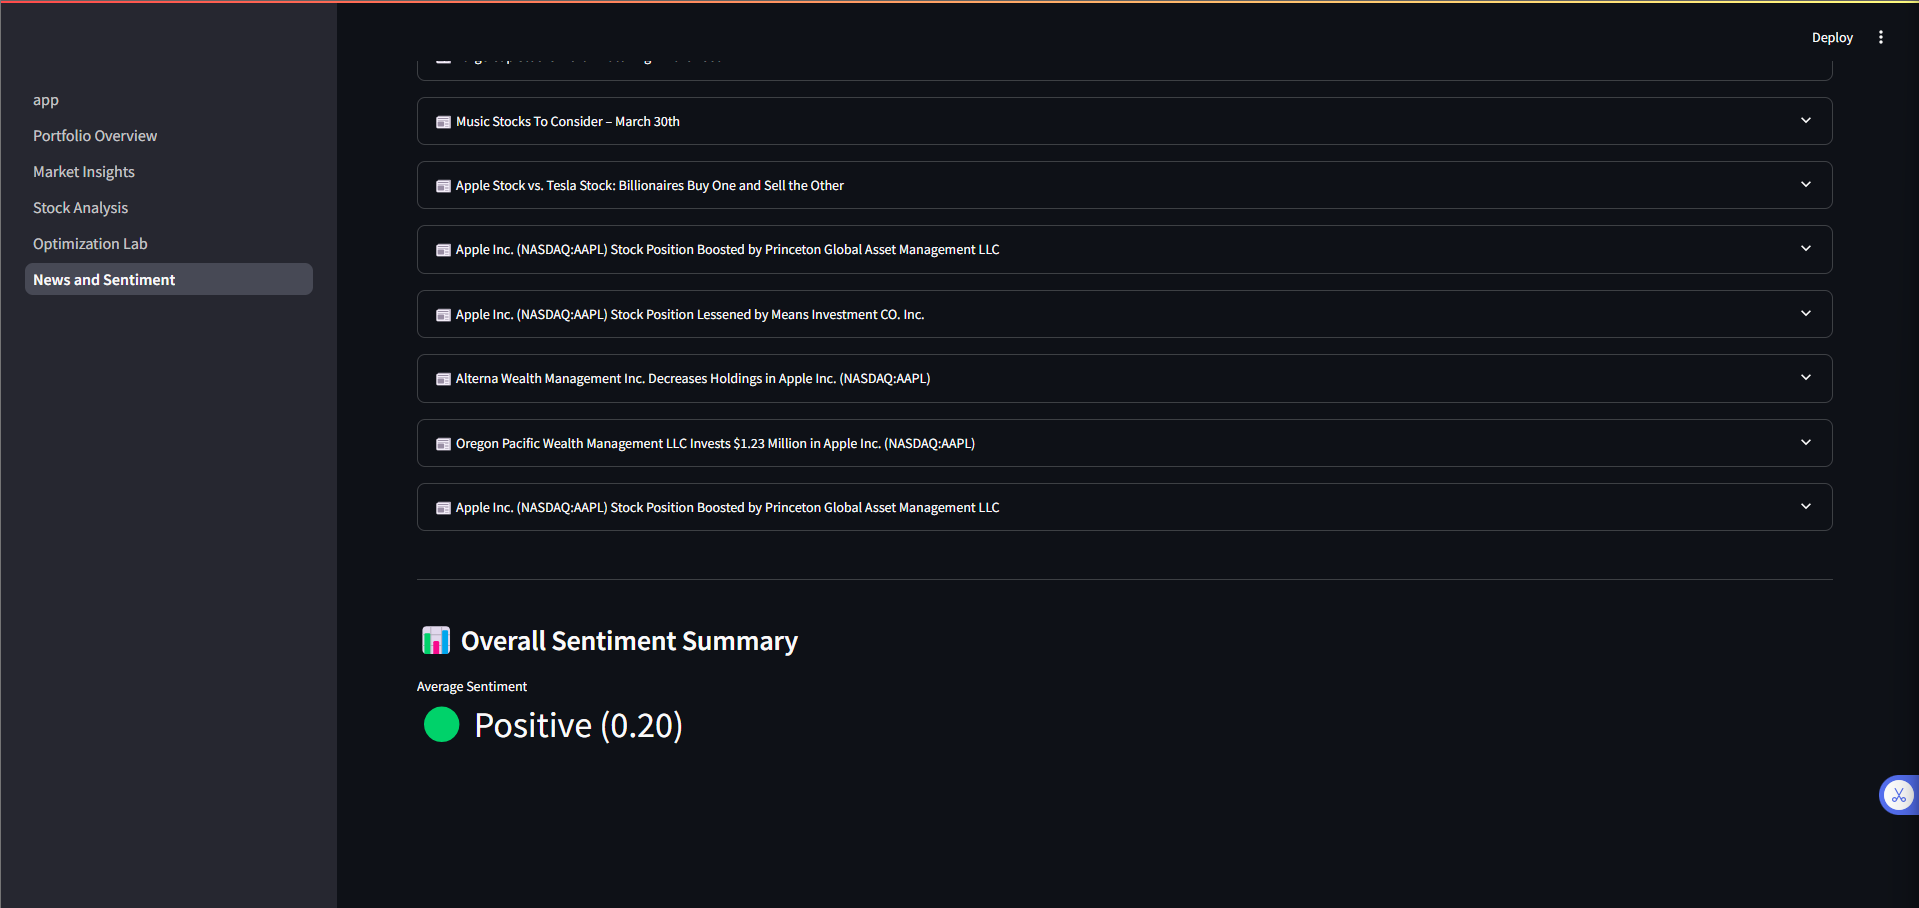 Deploy
app
Portfolio Overview
Market Insights
Stock Analysis
Optimization Lab
News and Sentiment
Music Stocks To Consider – March 30th
Apple Stock vs. Tesla Stock: Billionaires Buy One and Sell the Other
Apple Inc. (NASDAQ:AAPL) Stock Position Boosted by Princeton Global Asset Management LLC
Apple Inc. (NASDAQ:AAPL) Stock Position Lessened by Means Investment CO. Inc.
Alterna Wealth Management Inc. Decreases Holdings in Apple Inc. (NASDAQ:AAPL)
Oregon Pacific Wealth Management LLC Invests $1.23 Million in Apple Inc. (NASDAQ:AAPL)
Apple Inc. (NASDAQ:AAPL) Stock Position Boosted by Princeton Global Asset Management LLC
Overall Sentiment Summary
Average Sentiment
Positive (0.20)